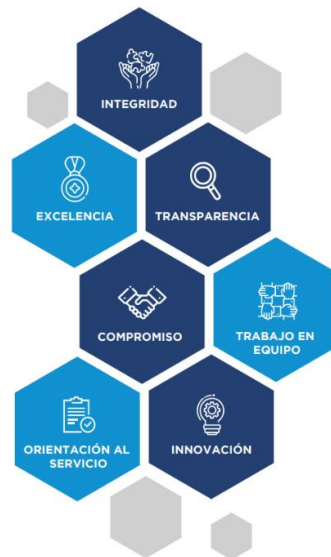 INTEGRIDAD
EXCELENCIA
TRANSPARENCIA
COMPROMISO
TRABAJO EN
EQUIPO
ORIENTACIÓN AL
SERVICIO
INNOVACIÓN